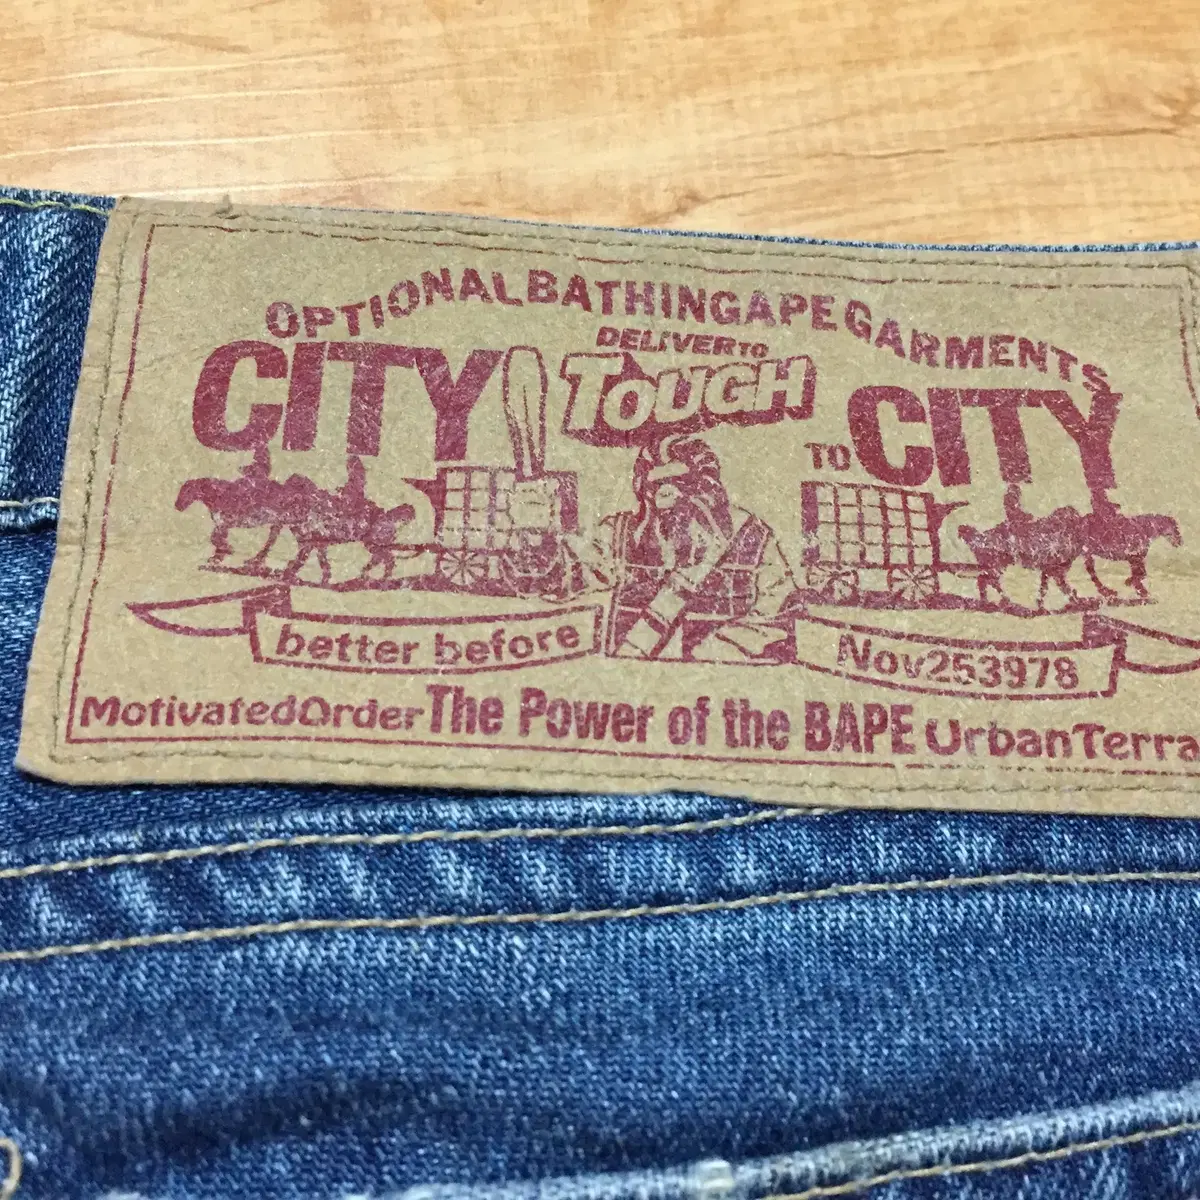 OPTIONALBATHINGAPEGARMENTS
CITY
DELIVERTO
TOUGH
TO CITY
better before
Nov253978
MotivatedOrder The Power of the BAPE UrbanTerra